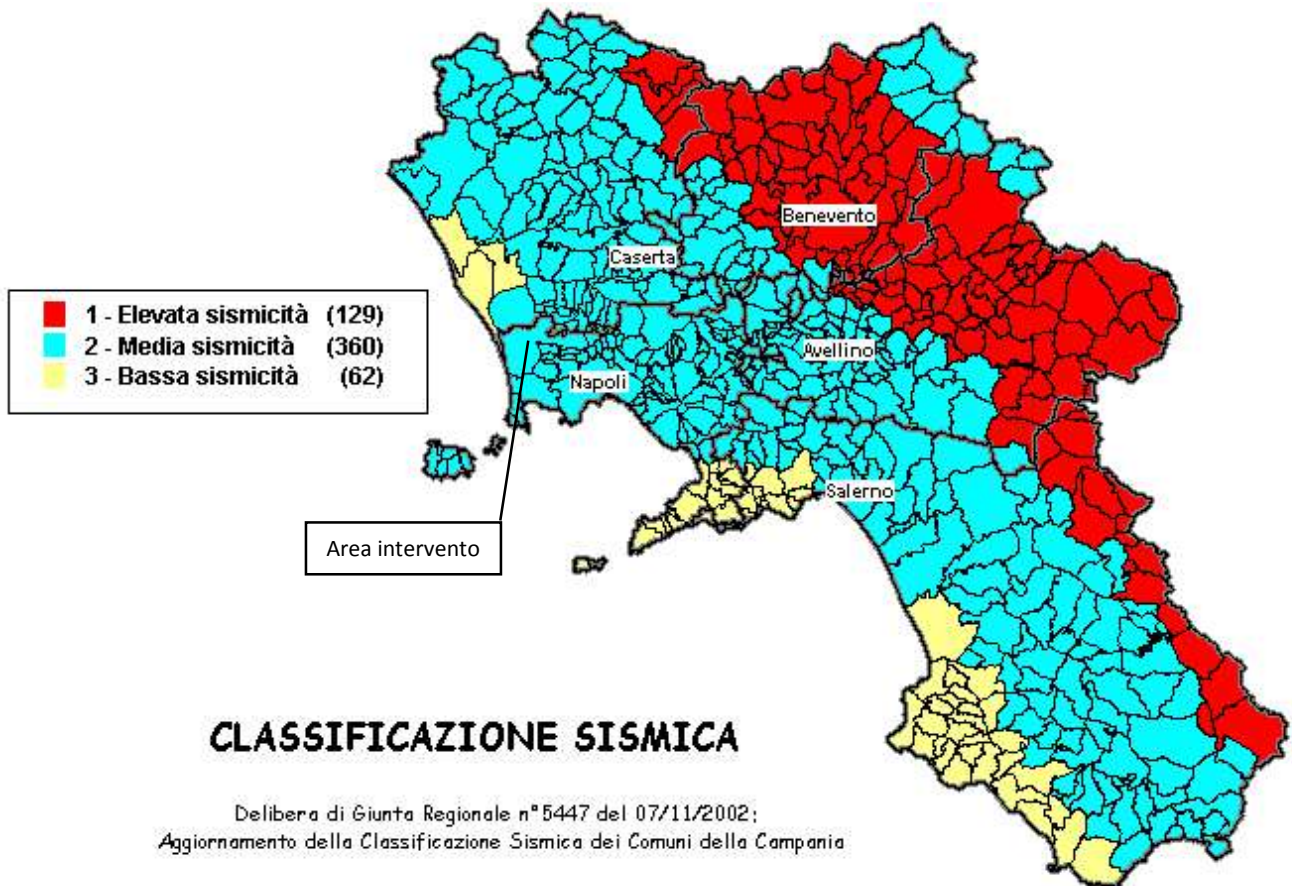 Benevento
Caserta
1 - Elevata sismicità (129)
2 - Media sismicità (360)
3 - Bassa sismicità (62)
Avellino
Napoli
Salerno
Area intervento
CLASSIFICAZIONE SISMICA
Delibera di Giunta Regionale n°5447 del 07/11/2002;
Aggiornamento della Classificazione Sismica dei Comuni della Campania